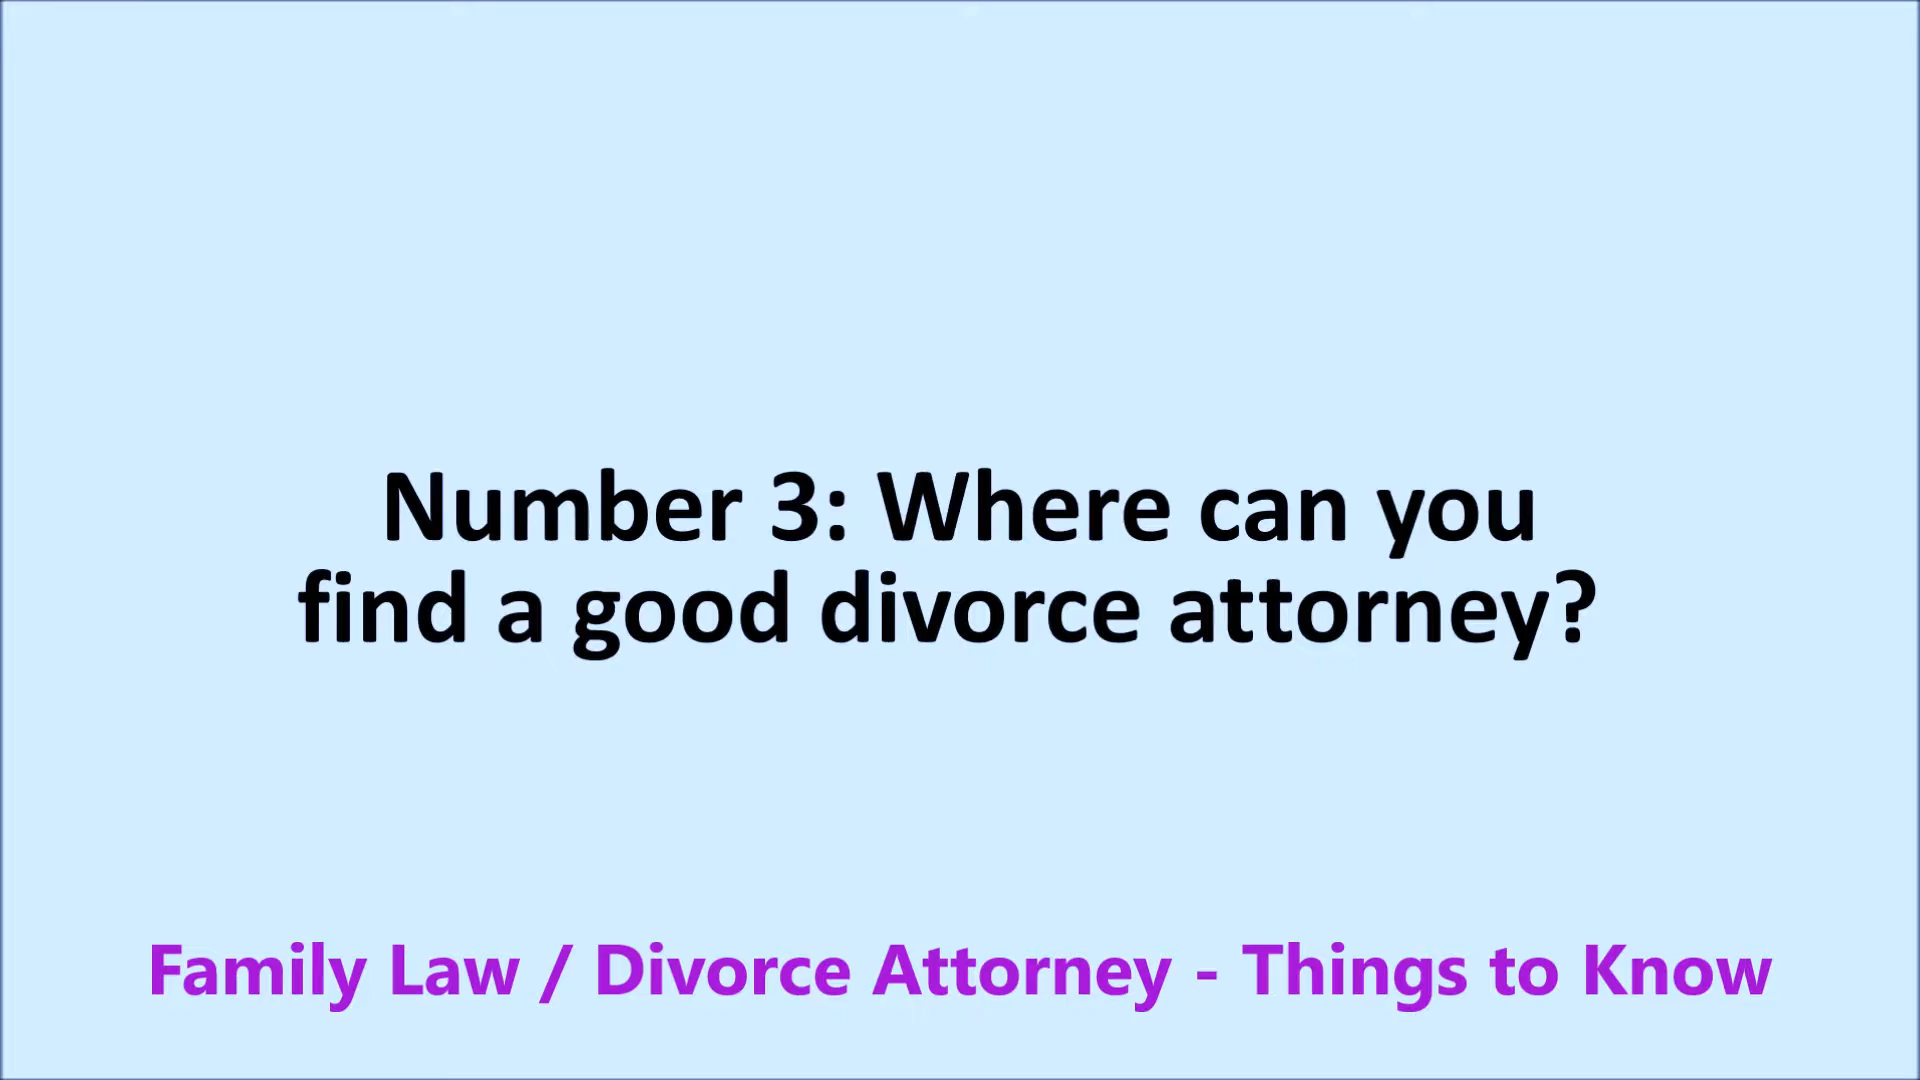 Number 3: Where can you
find a good divorce attorney?
Family Law / Divorce Attorney - Things to Know